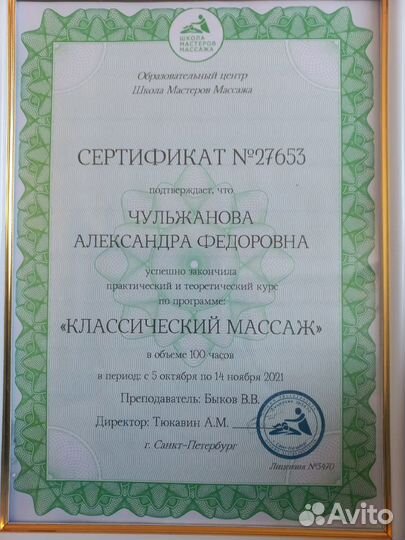 ШКОЛА
МАСТЕРОВ
МАССАЖА
Образовательный центр
Школа Мастеров Массажа
СЕРТИФИКАТ №27653
подтверждает, что
ЧУЛЬЖАНОВА
АЛЕКСАНДРА ФЕДОРОВНА
успешно закончила
практический и теоретический курс
по программе:
«КЛАССИЧЕСКИЙ МАССАЖ»
в объеме 100 часов
в период: с 5 октября по 14 ноября 2021
Преподаватель: Быков В.В.
Директор: Тюкавин А.М.
г. Санкт-Петербург
Лицензия №3470
Avito